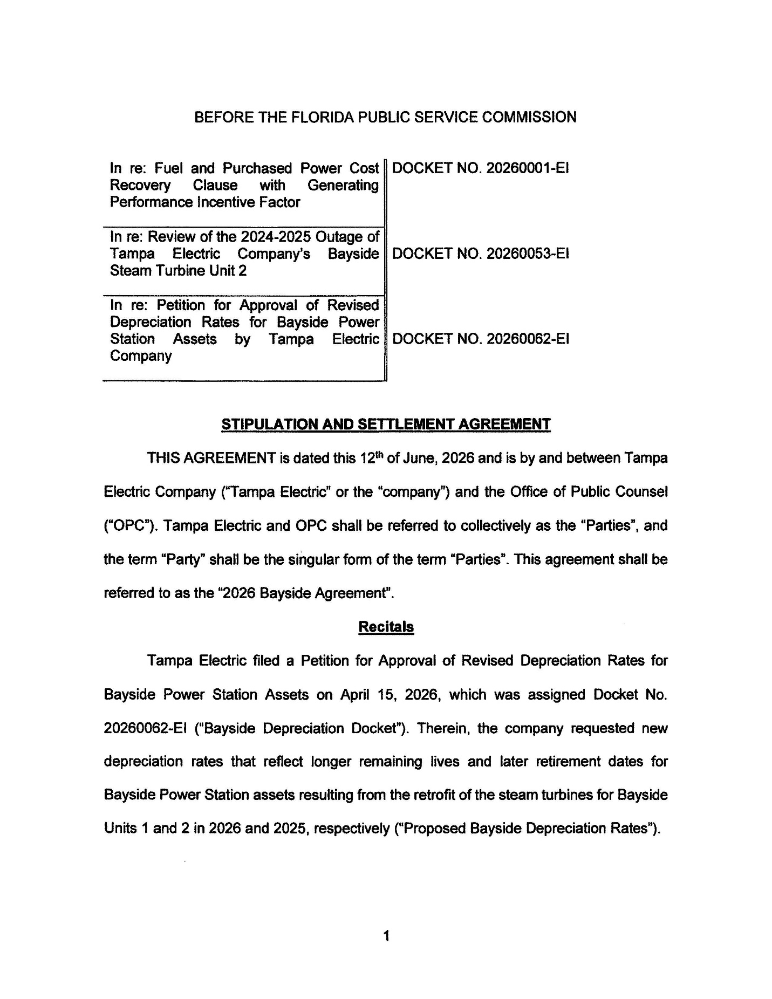 BEFORE THE FLORIDA PUBLIC SERVICE COMMISSION
In re: Fuel and Purchased Power Cost
Recovery Clause with Generating
Performance Incentive Factor
DOCKET NO. 20260001-EI
In re: Review of the 2024-2025 Outage of
Tampa Electric Company's Bayside
Steam Turbine Unit 2
DOCKET NO. 20260053-EI
In re: Petition for Approval of Revised
Depreciation Rates for Bayside Power
Station Assets by Tampa Electric
Company
DOCKET NO. 20260062-EI
STIPULATION AND SETTLEMENT AGREEMENT
THIS AGREEMENT is dated this 12th of June, 2026 and is by and between Tampa
Electric Company (“Tampa Electric” or the “company”) and the Office of Public Counsel
(“OPC”). Tampa Electric and OPC shall be referred to collectively as the “Parties”, and
the term “Party” shall be the singular form of the term “Parties”. This agreement shall be
referred to as the “2026 Bayside Agreement”.
Recitals
Tampa Electric filed a Petition for Approval of Revised Depreciation Rates for
Bayside Power Station Assets on April 15, 2026, which was assigned Docket No.
20260062-EI (“Bayside Depreciation Docket”). Therein, the company requested new
depreciation rates that reflect longer remaining lives and later retirement dates for
Bayside Power Station assets resulting from the retrofit of the steam turbines for Bayside
Units 1 and 2 in 2026 and 2025, respectively (“Proposed Bayside Depreciation Rates”).
1